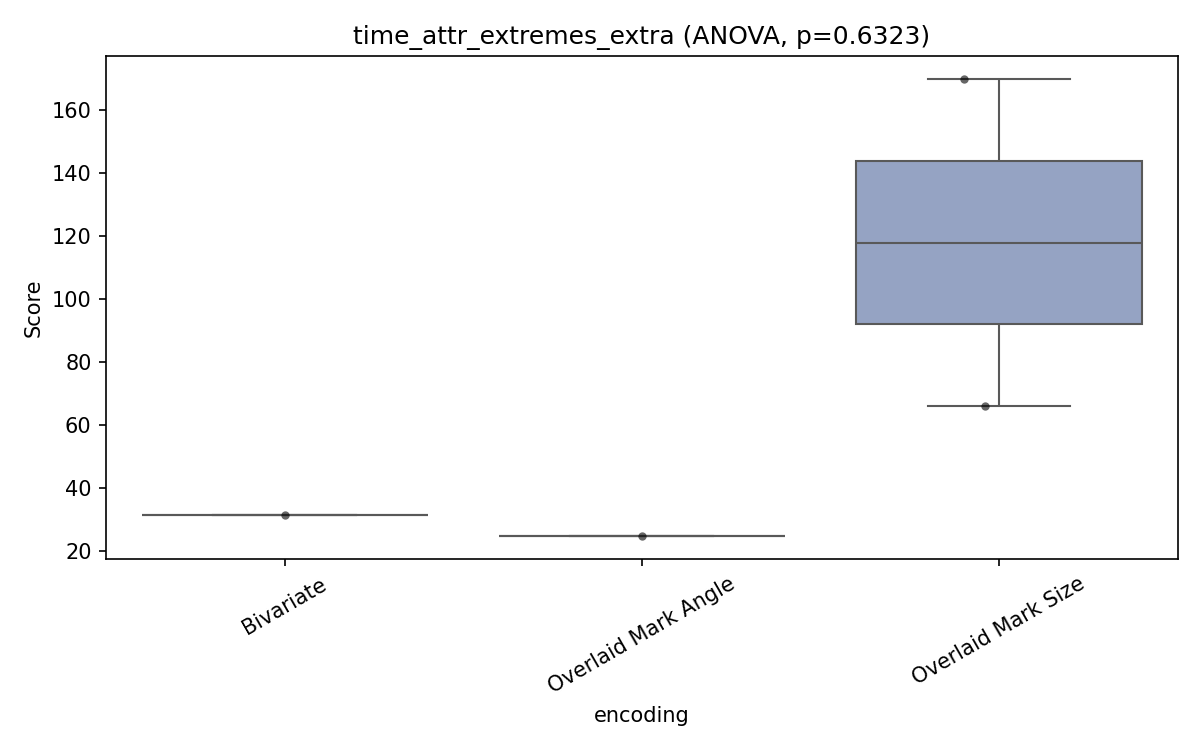 time_attr_extremes_extra (ANOVA, p=0.6323)
Score
160
140
120
100
80
60
40
20
Bivariate
Overlaid Mark Angle
Overlaid Mark Size
encoding